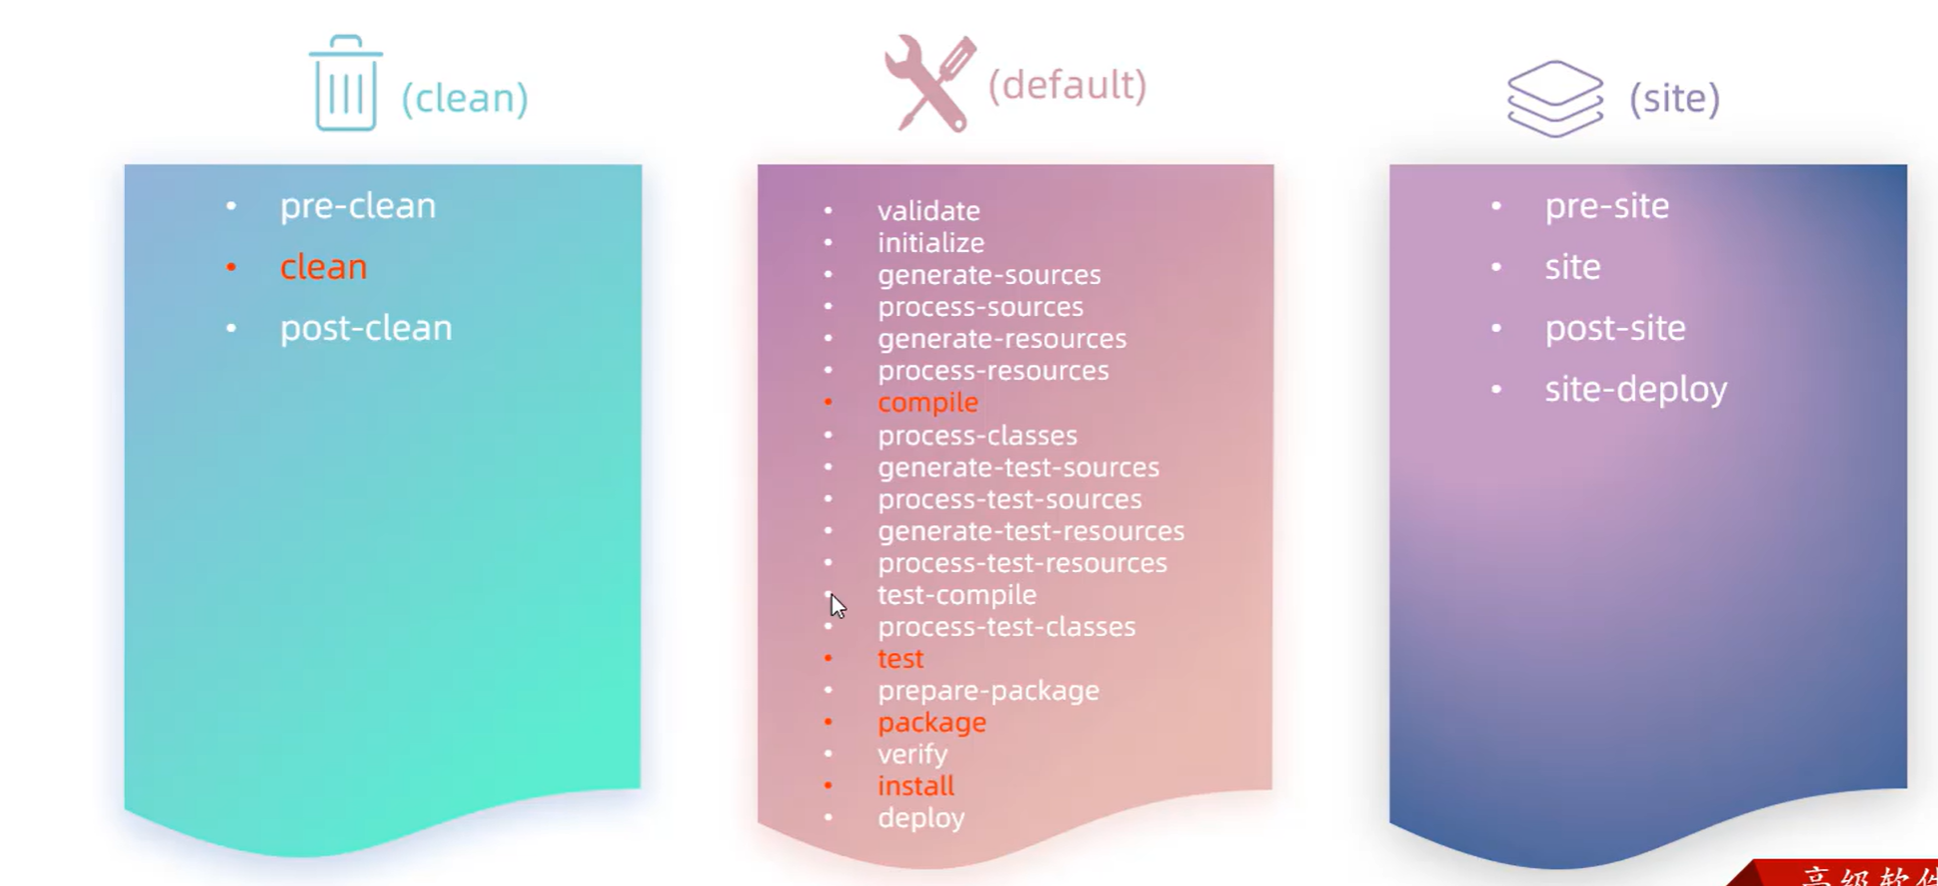 (clean)
pre-clean
clean
post-clean
(default)
validate
initialize
generate-sources
process-sources
generate-resources
process-resources
compile
process-classes
generate-test-sources
process-test-sources
generate-test-resources
process-test-resources
test-compile
process-test-classes
test
prepare-package
package
verify
install
deploy
(site)
pre-site
site
post-site
site-deploy
高级软件